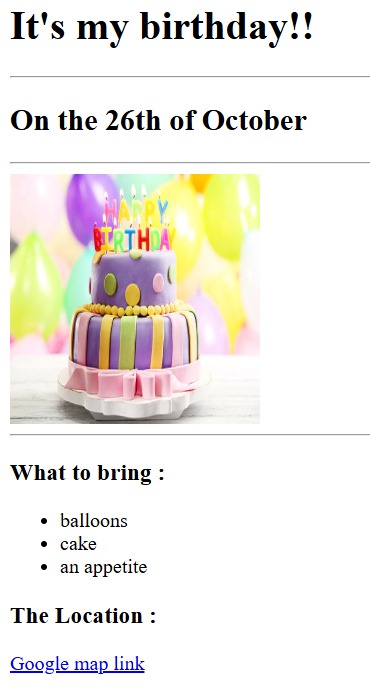 It's my birthday!!
On the 26th of October
HAPPY
BIRTHDAY
What to bring :
balloons
cake
an appetite
The Location :
Google map link